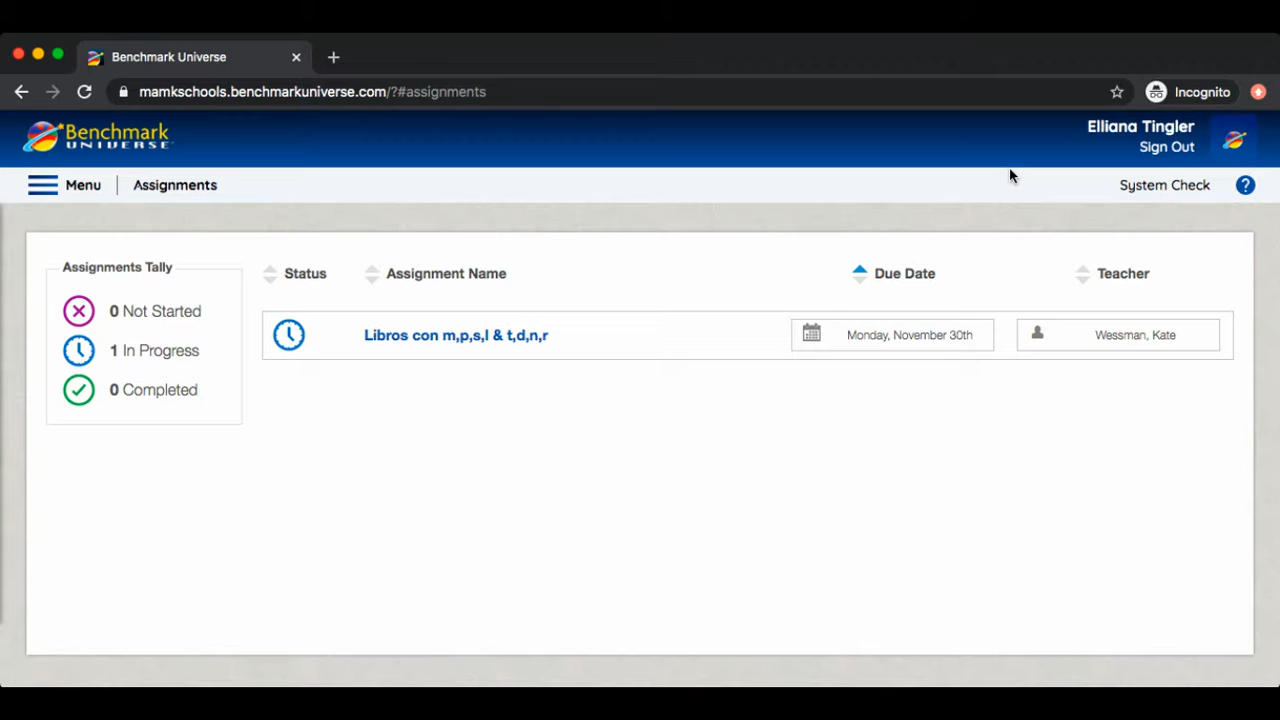 Benchmark Universe
mamkschools.benchmarkuniverse.com/?#assignments
Incognito
Benchmark
UNIVERSE
Elliana Tingler
Sign Out
Menu
Assignments
System Check
?
Assignments Tally
0 Not Started
1 In Progress
0 Completed
Status
Assignment Name
Due Date
Teacher
Libros con m,p,s,l & t,d,n,r
Monday, November 30th
Wessman, Kate